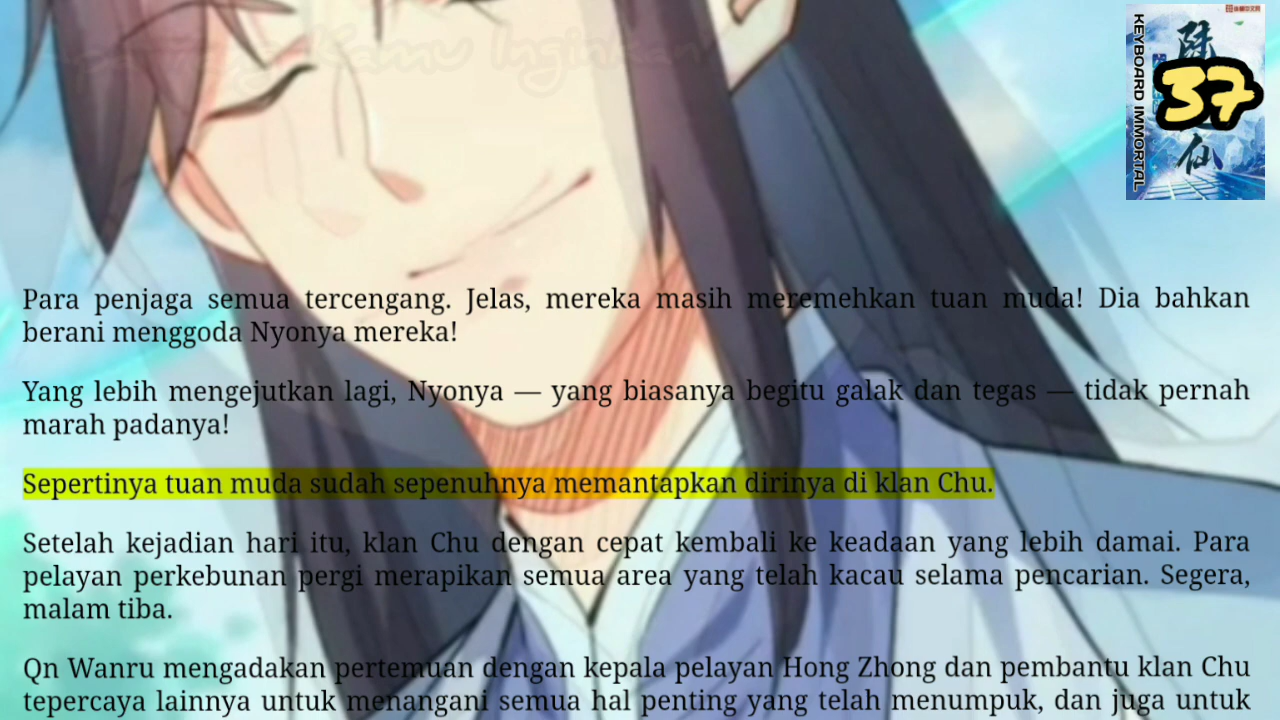 Kamu inginkan
陆
仙
KEYBOARD IMMORTAL
37
Para penjaga semua tercengang. Jelas, mereka masih meremehkan tuan muda! Dia bahkan
berani menggoda Nyonya mereka!
Yang lebih mengejutkan lagi, Nyonya — yang biasanya begitu galak dan tegas — tidak pernah
marah padanya!
Sepertinya tuan muda sudah sepenuhnya memantapkan dirinya di klan Chu.
Setelah kejadian hari itu, klan Chu dengan cepat kembali ke keadaan yang lebih damai. Para
pelayan perkebunan pergi merapikan semua area yang telah kacau selama pencarian. Segera,
malam tiba.
Qn Wanru mengadakan pertemuan dengan kepala pelayan Hong Zhong dan pembantu klan Chu
tepercaya lainnya untuk menangani semua hal penting yang telah menumpuk, dan juga untuk